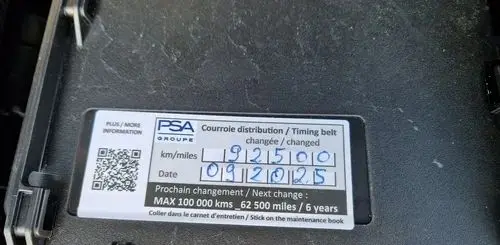 PLUS / MORE
INFORMATION
PSA
GROUPE
Courroie distribution / Timing belt
changée / changed
km/miles 92500
Date 092025
Prochain changement / Next change :
MAX 100 000 kms _62 500 miles / 6 years
Coller dans le carnet d'entretien / Stick on the maintenance book